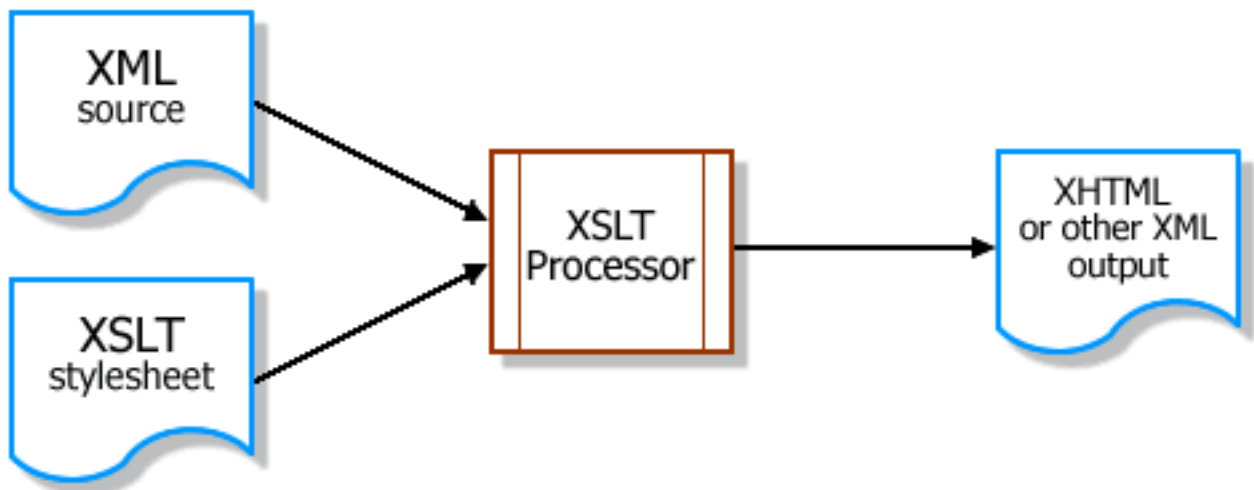 XML
source
XSLT
stylesheet
XSLT
Processor
XHTML
or other XML
output